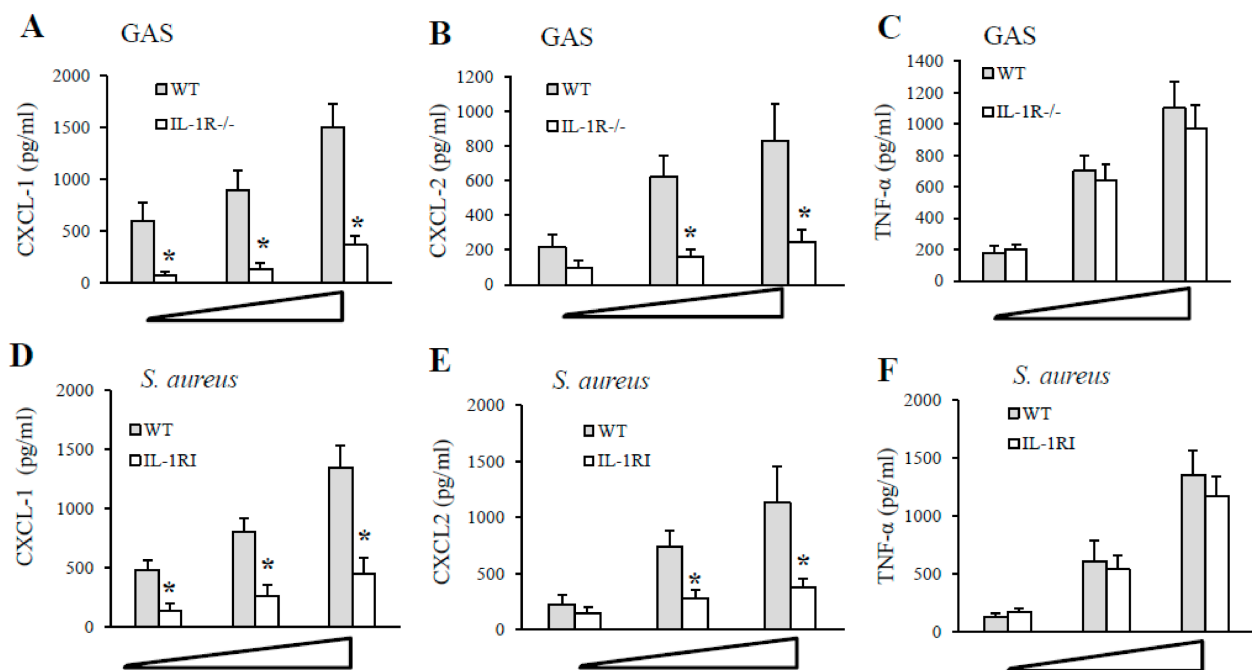 A GAS
2000
1500
1000
500
0
CXCL-1 (pg/ml)
WT
IL-1R-/-
*
*
*
B GAS
1200
1000
800
600
400
200
0
CXCL-2 (pg/ml)
WT
IL-1R-/-
*
*
C GAS
1400
1200
1000
800
600
400
200
0
TNF-α (pg/ml)
WT
IL-1R-/-
D S. aureus
2000
1500
1000
500
0
CXCL-1 (pg/ml)
WT
IL-1RI
*
*
*
E S. aureus
2000
1500
1000
500
0
CXCL2 (pg/ml)
WT
IL-1RI
*
*
F S. aureus
2000
1500
1000
500
0
TNF-α (pg/ml)
WT
IL-1RI